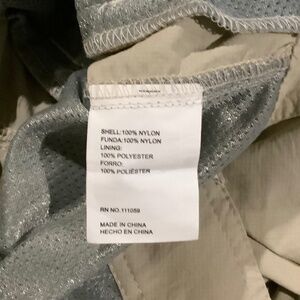 SHELL:100% NYLON
FUNDA:100% NYLON
LINING:
100% POLYESTER
FORRO:
100% POLIÉSTER
RN NO.111059
MADE IN CHINA
HECHO EN CHINA